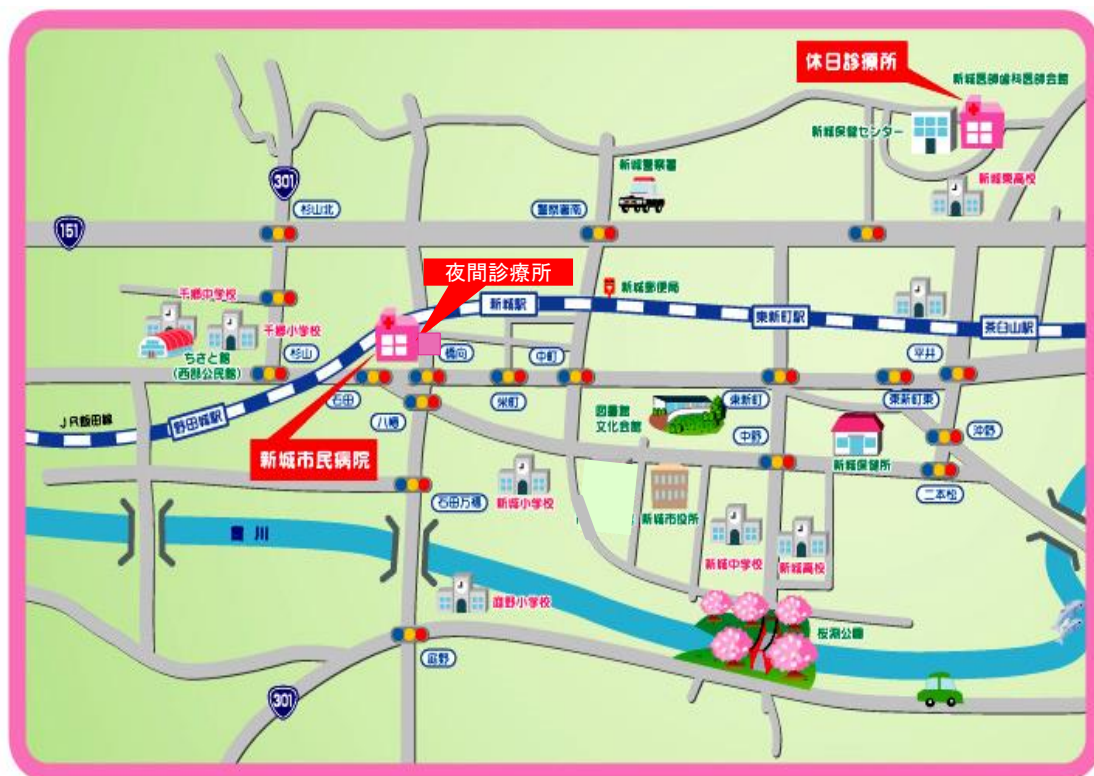 休日診療所
新城医師歯科医師会館
新城保健センター
新城警察署
新城東高校
301
杉山北
警察署南
151
夜間診療所
千郷中学校
新城駅
新城郵便局
東新町駅
茶臼山駅
千郷小学校
ちさと館
(西部公民館)
杉山
橋向
中町
平井
石田
栄町
東新町
東新町東
JR飯田線
野田城駅
八幡
図書館
文化会館
中野
沖野
新城市民病院
新城保健所
石田万福
新城小学校
新城市役所
二本松
豊川
新城中学校
新城高校
庭野小学校
桜淵公園
庭野
301